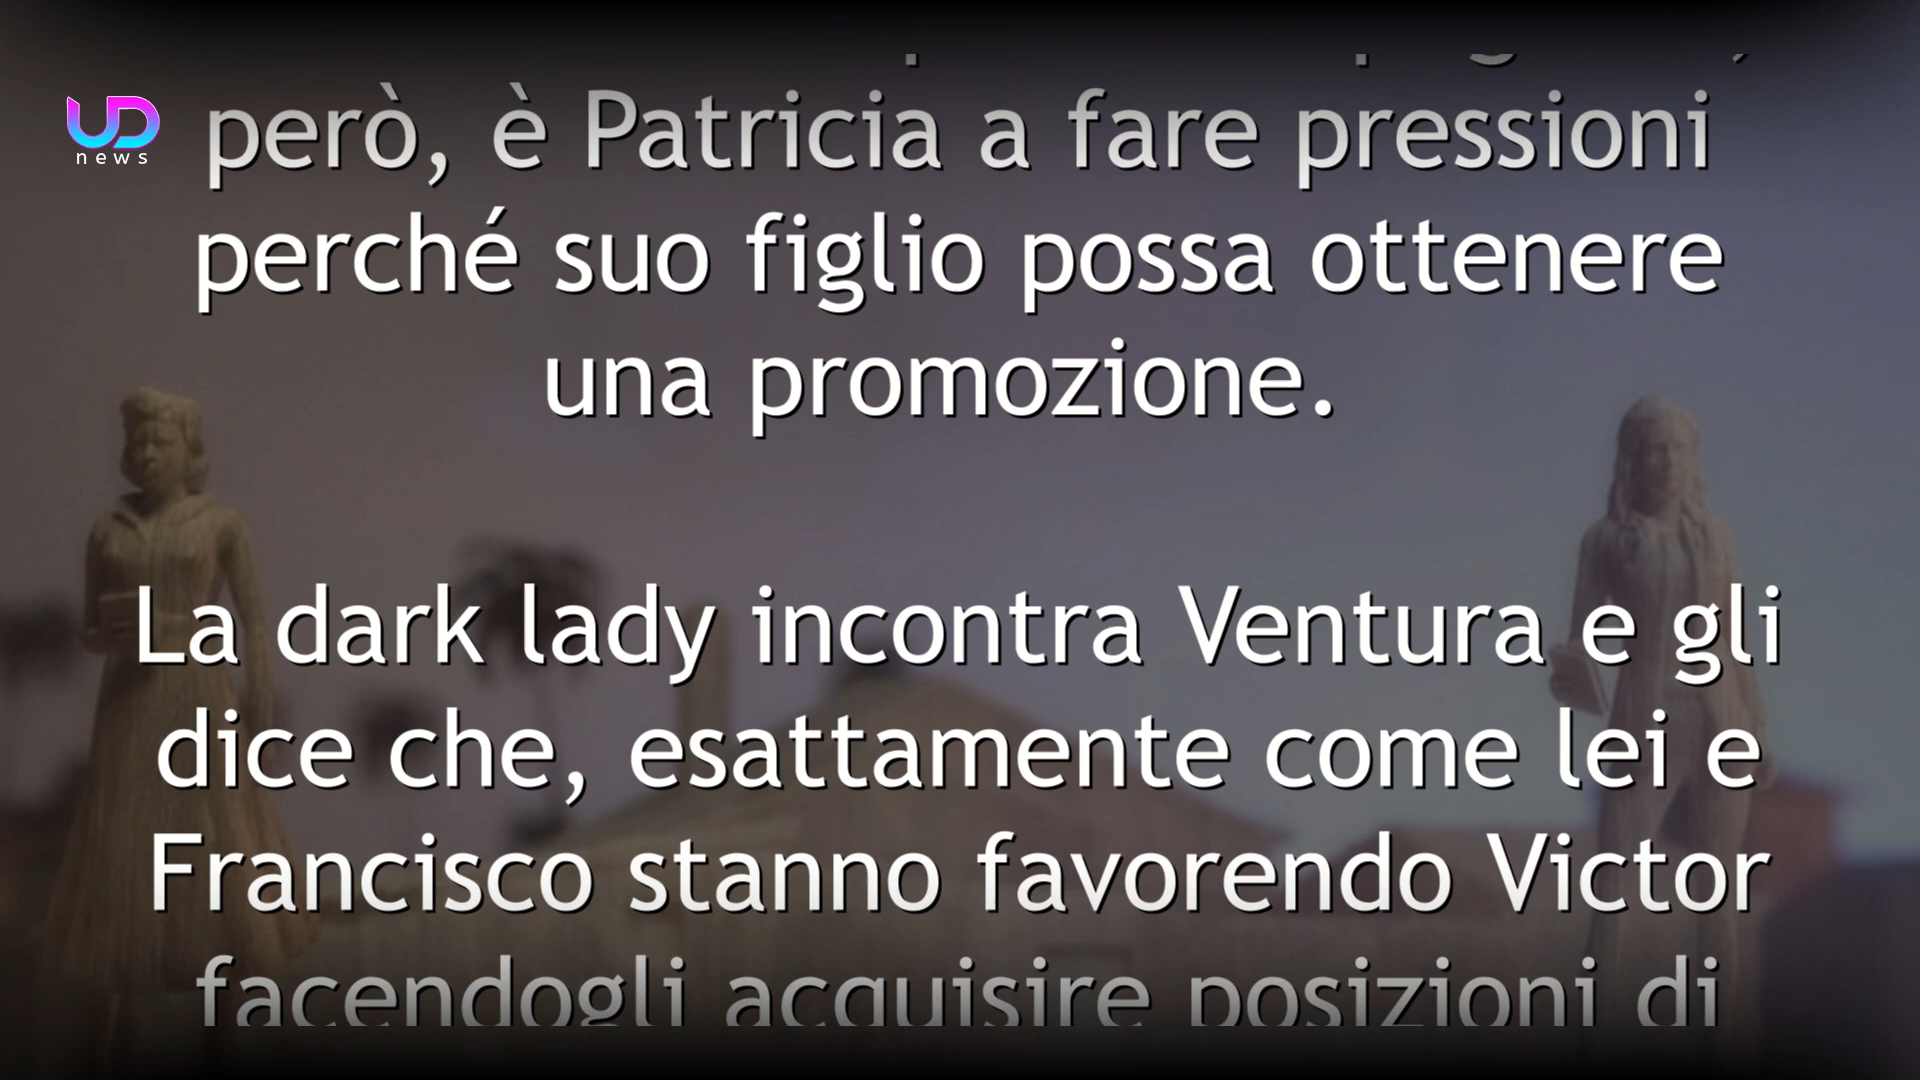 UD
news
però, è Patricia a fare pressioni
perché suo figlio possa ottenere
una promozione.
La dark lady incontra Ventura e gli
dice che, esattamente come lei e
Francisco stanno favorendo Victor
facendogli acquisire posizioni di